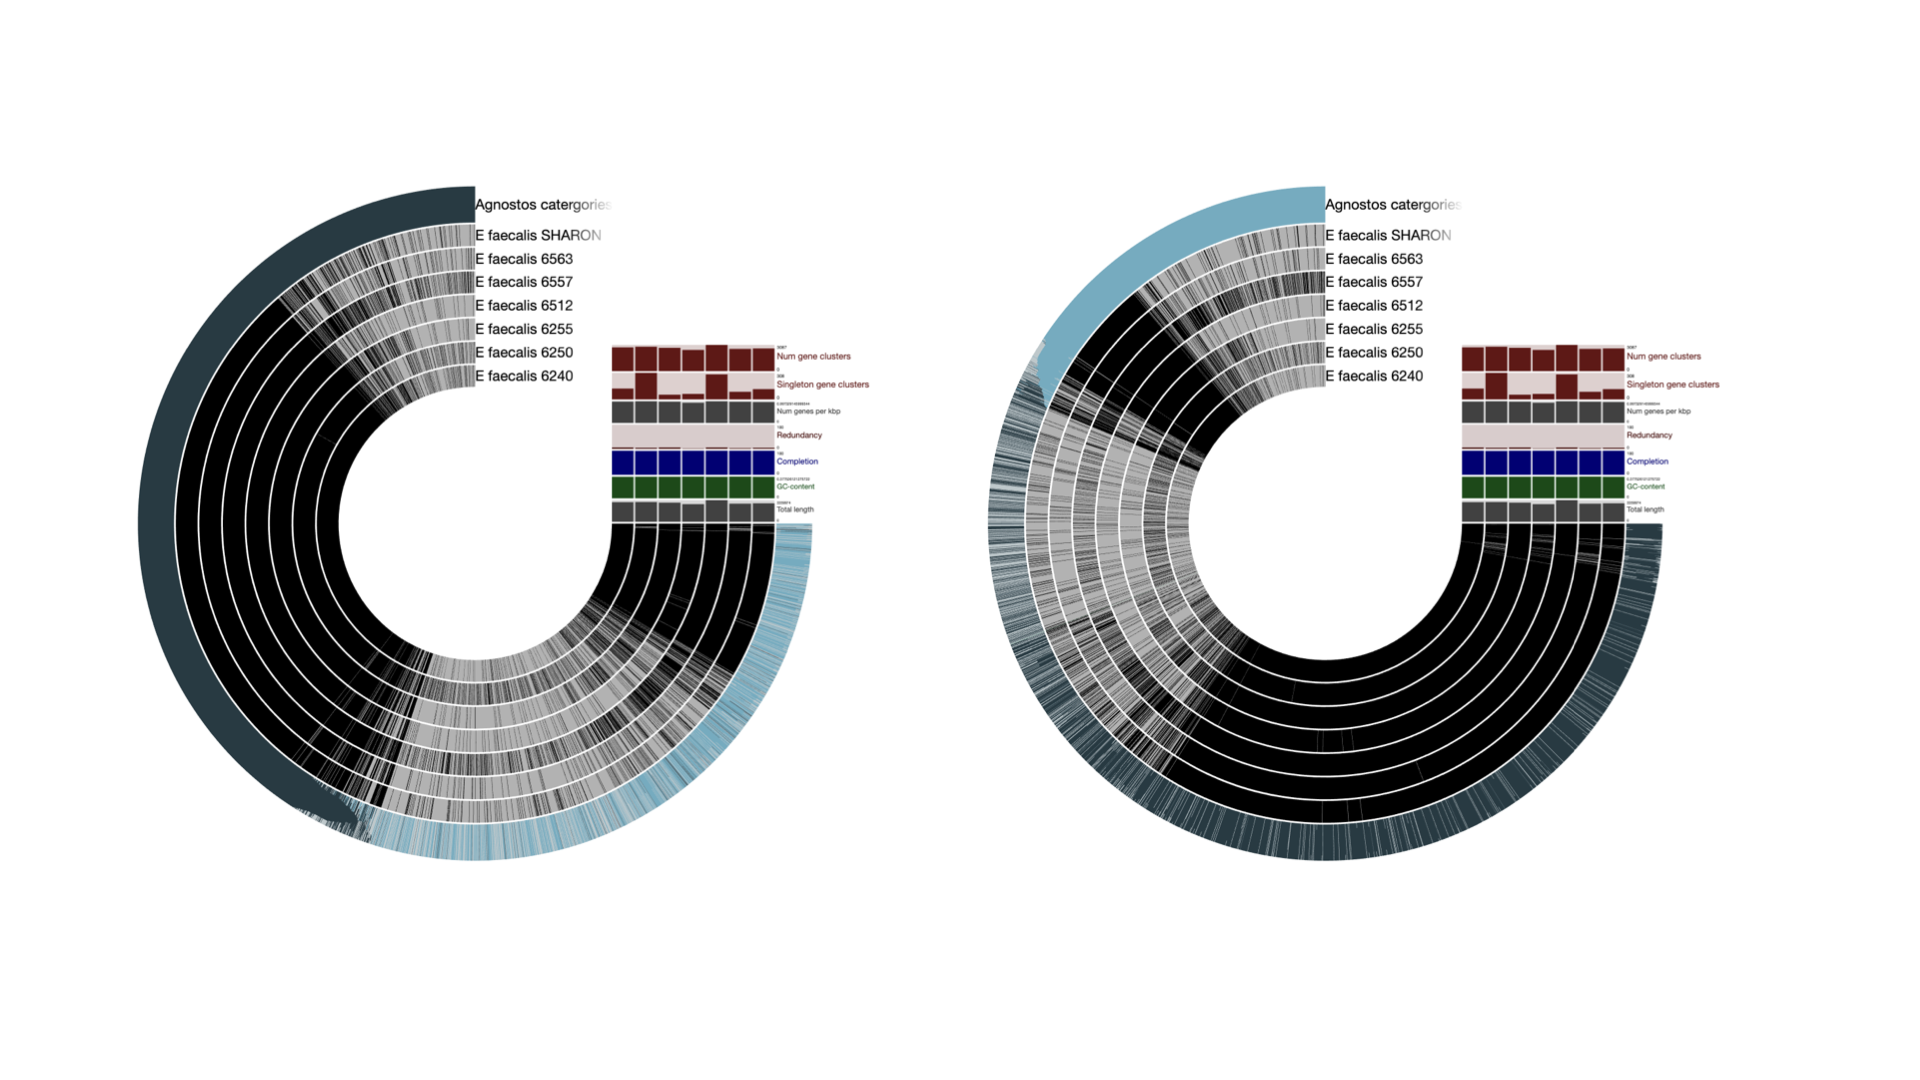 Agnostos catergories
E faecalis SHARON
E faecalis 6563
E faecalis 6557
E faecalis 6512
E faecalis 6255
E faecalis 6250
E faecalis 6240
Num gene clusters
Singleton gene clusters
Num genes per kbp
Redundancy
Completion
GC-content
Total length
Agnostos catergories
E faecalis SHARON
E faecalis 6563
E faecalis 6557
E faecalis 6512
E faecalis 6255
E faecalis 6250
E faecalis 6240
Num gene clusters
Singleton gene clusters
Num genes per kbp
Redundancy
Completion
GC-content
Total length